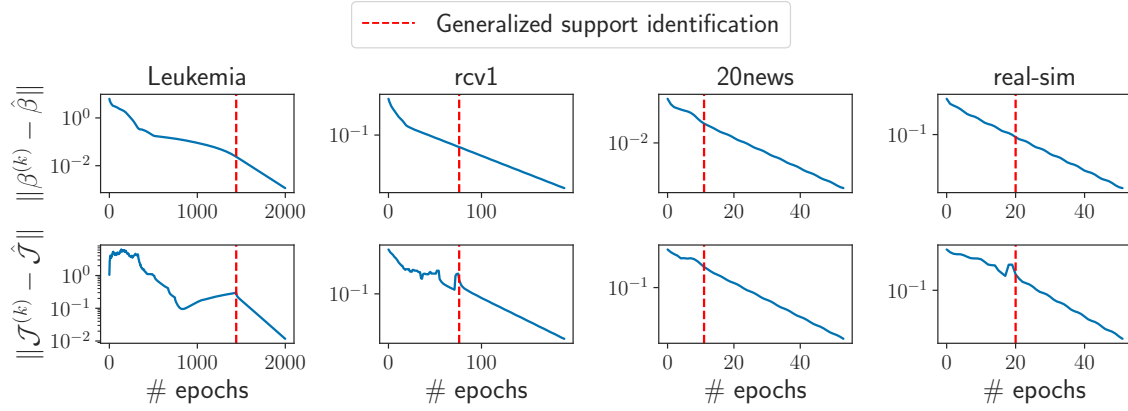 Generalized support identification
Leukemia rcv1 20news real-sim
‖β^(k) − β̂‖
10^0
10^−2
0 1000 2000
10^−1
0 100
10^−2
0 20 40
10^−1
0 20 40
‖𝒥^(k) − 𝒥̂‖
10^0
10^−1
10^−2
0 1000 2000
10^−1
0 100
10^−1
0 20 40
10^−1
0 20 40
# epochs # epochs # epochs # epochs